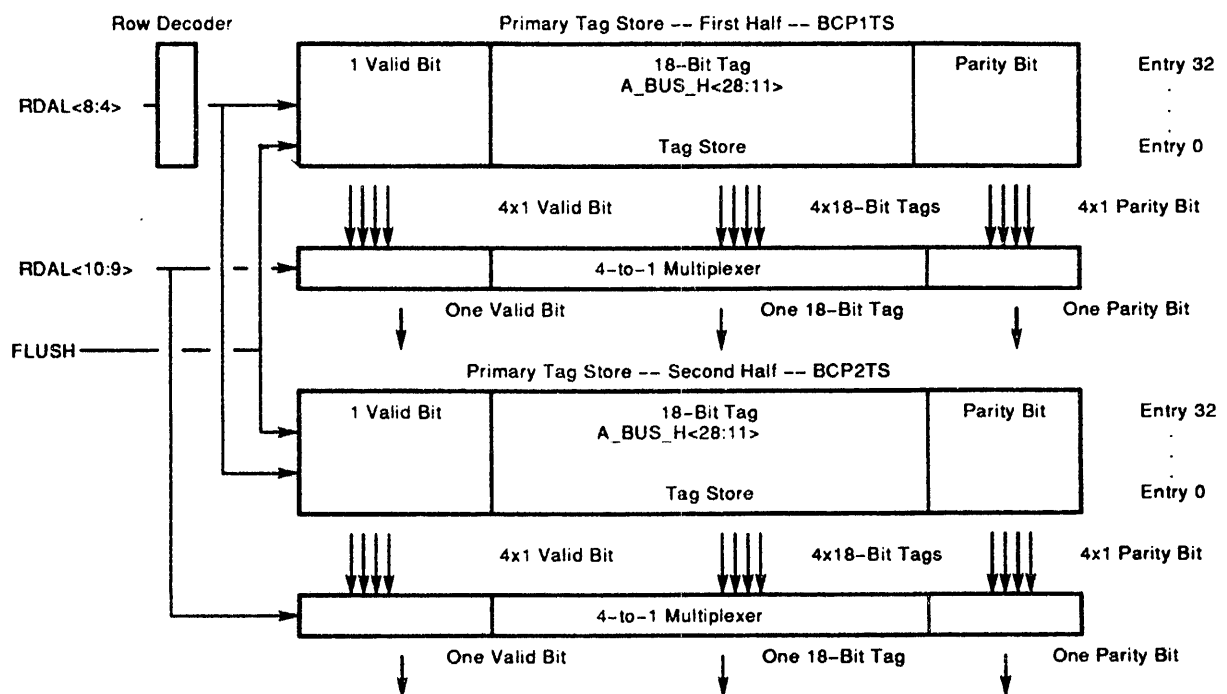 Row Decoder
Primary Tag Store -- First Half -- BCP1TS
1 Valid Bit
18-Bit Tag
A_BUS_H<28:11>
Tag Store
Parity Bit
Entry 32
Entry 0
RDAL<8:4>
4x1 Valid Bit
4x18-Bit Tags
4x1 Parity Bit
RDAL<10:9>
4-to-1 Multiplexer
One Valid Bit
One 18-Bit Tag
One Parity Bit
FLUSH
Primary Tag Store -- Second Half -- BCP2TS
1 Valid Bit
18-Bit Tag
A_BUS_H<28:11>
Tag Store
Parity Bit
Entry 32
Entry 0
4x1 Valid Bit
4x18-Bit Tags
4x1 Parity Bit
4-to-1 Multiplexer
One Valid Bit
One 18-Bit Tag
One Parity Bit